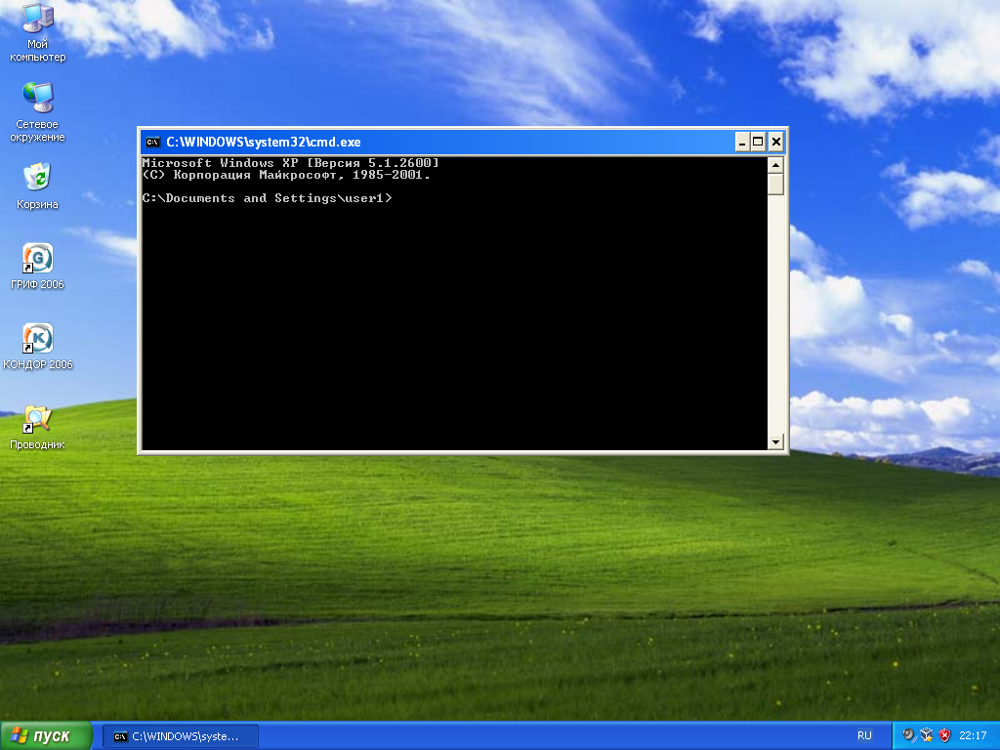 Мой
компьютер
Сетевое
окружение
Корзина
ГРИФ 2006
КОНДОР 2006
Проводник
C:\WINDOWS\system32\cmd.exe
Microsoft Windows XP [Версия 5.1.2600]
(C) Корпорация Майкрософт, 1985-2001.
C:\Documents and Settings\user1>
пуск
C:\WINDOWS\syste...
RU
22:17